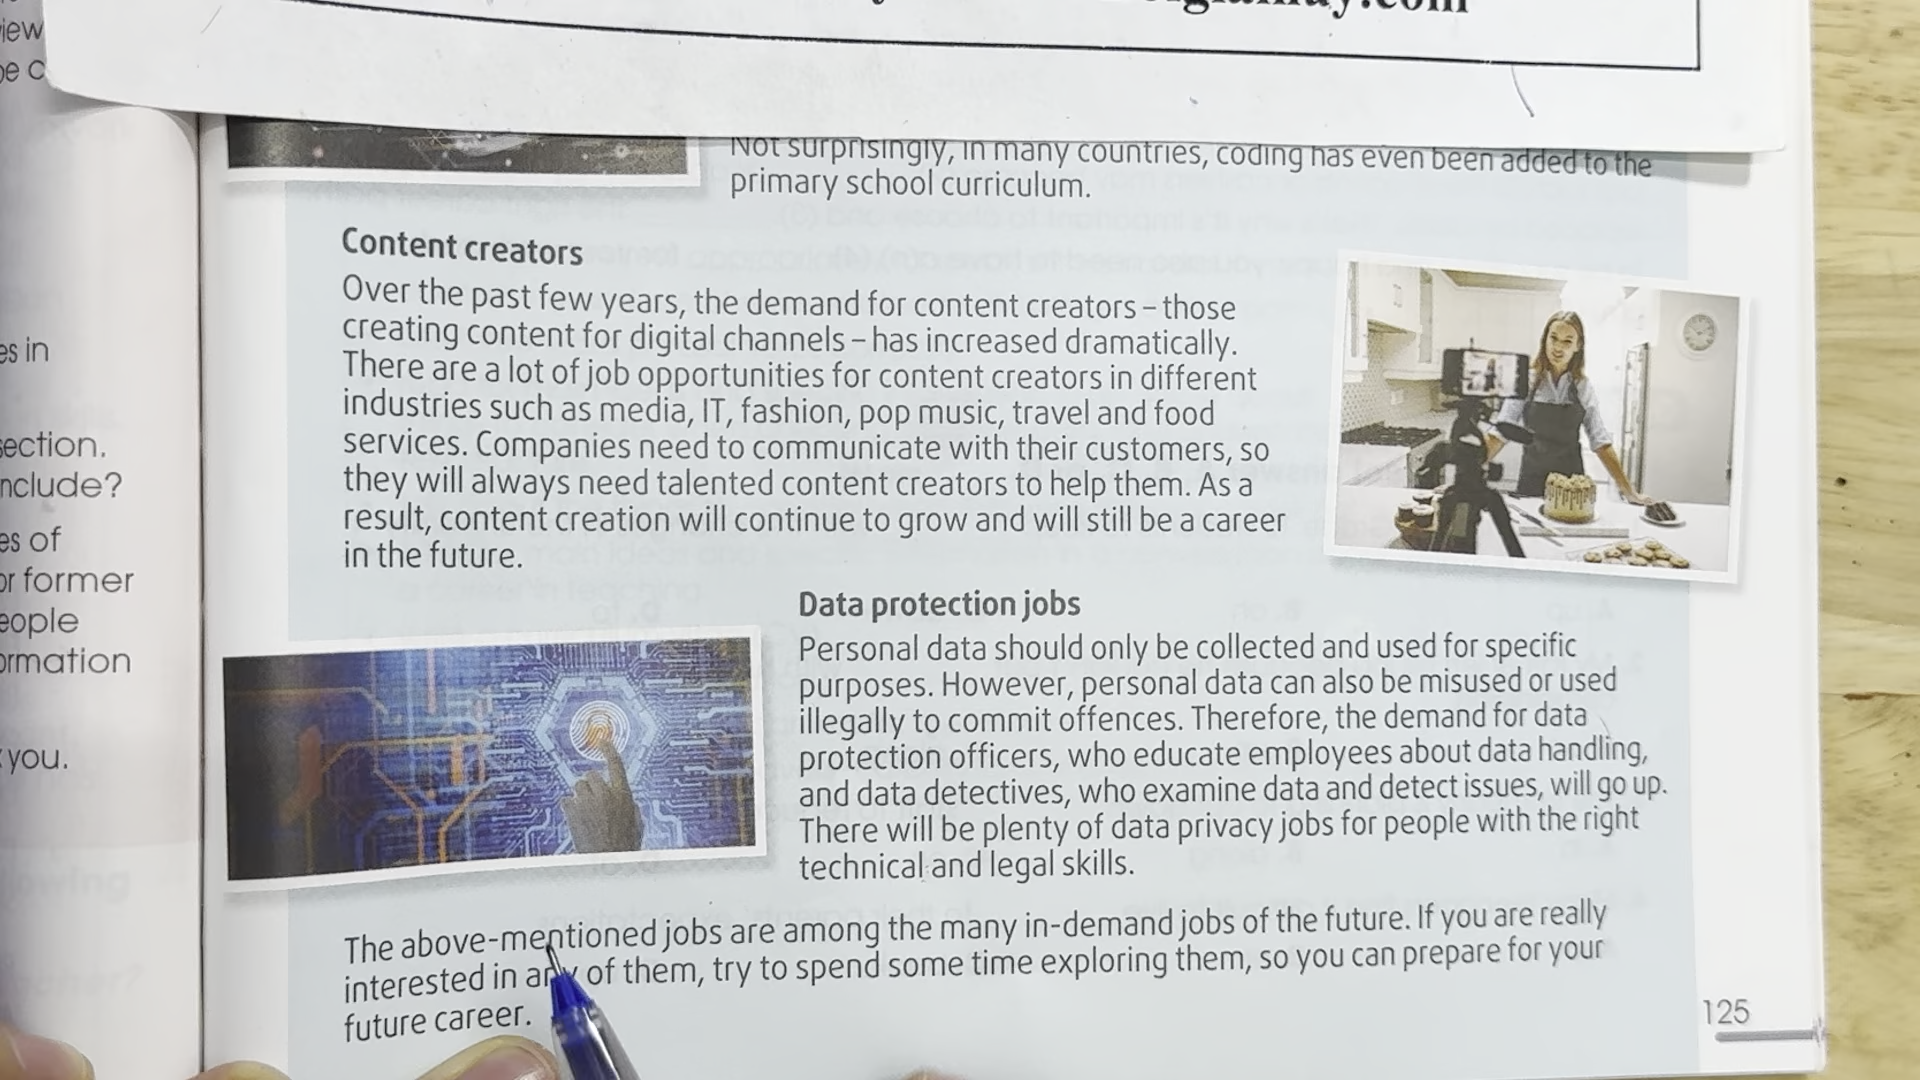 iew
be c
Not surprisingly, in many countries, coding has even been added to the
primary school curriculum.
Content creators
Over the past few years, the demand for content creators – those
creating content for digital channels – has increased dramatically.
There are a lot of job opportunities for content creators in different
industries such as media, IT, fashion, pop music, travel and food
services. Companies need to communicate with their customers, so
they will always need talented content creators to help them. As a
result, content creation will continue to grow and will still be a career
in the future.
Data protection jobs
Personal data should only be collected and used for specific
purposes. However, personal data can also be misused or used
illegally to commit offences. Therefore, the demand for data
protection officers, who educate employees about data handling,
and data detectives, who examine data and detect issues, will go up.
There will be plenty of data privacy jobs for people with the right
technical and legal skills.
The above-mentioned jobs are among the many in-demand jobs of the future. If you are really
interested in any of them, try to spend some time exploring them, so you can prepare for your
future career.
125
es in
section.
nclude?
es of
or former
eople
ormation
you.